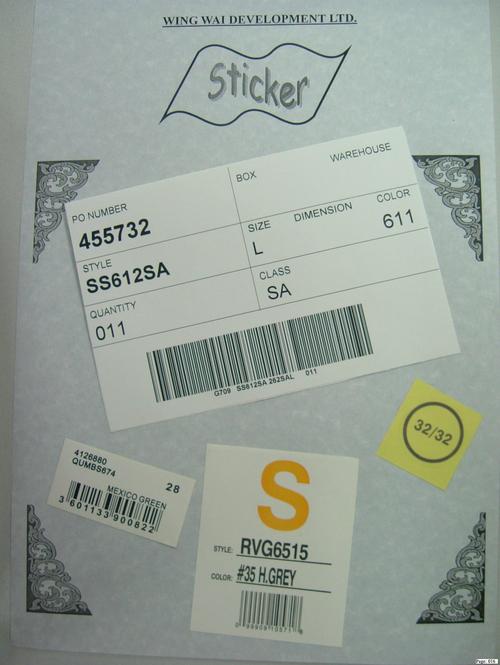 WING WAI DEVELOPMENT LTD.
Sticker
PO NUMBER
455732
BOX
WAREHOUSE
STYLE
SS612SA
SIZE
L
DIMENSION
COLOR
611
QUANTITY
011
CLASS
SA
G709 SS612SA 262SAL 011
32/32
4126880
QUMBS674
28
MEXICO GREEN
3 601133 900822
S
STYLE: RVG6515
COLOR: #35 H.GREY